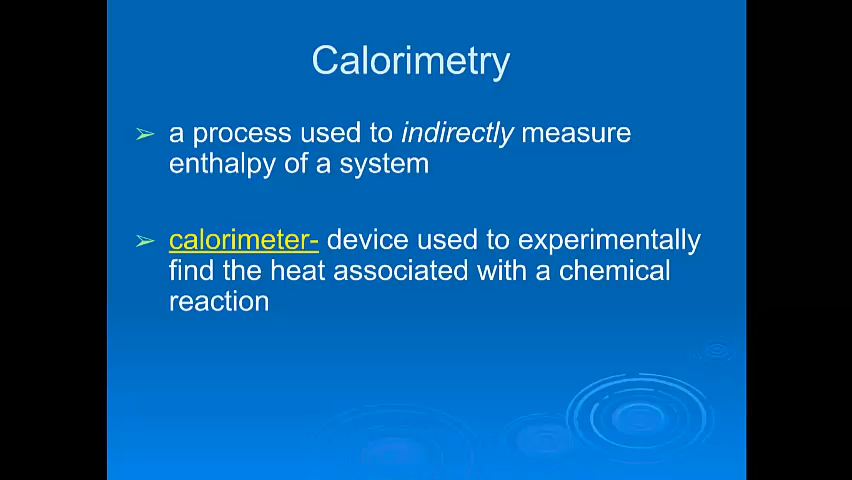 Calorimetry
➢ a process used to indirectly measure
enthalpy of a system
➢ calorimeter- device used to experimentally
find the heat associated with a chemical
reaction